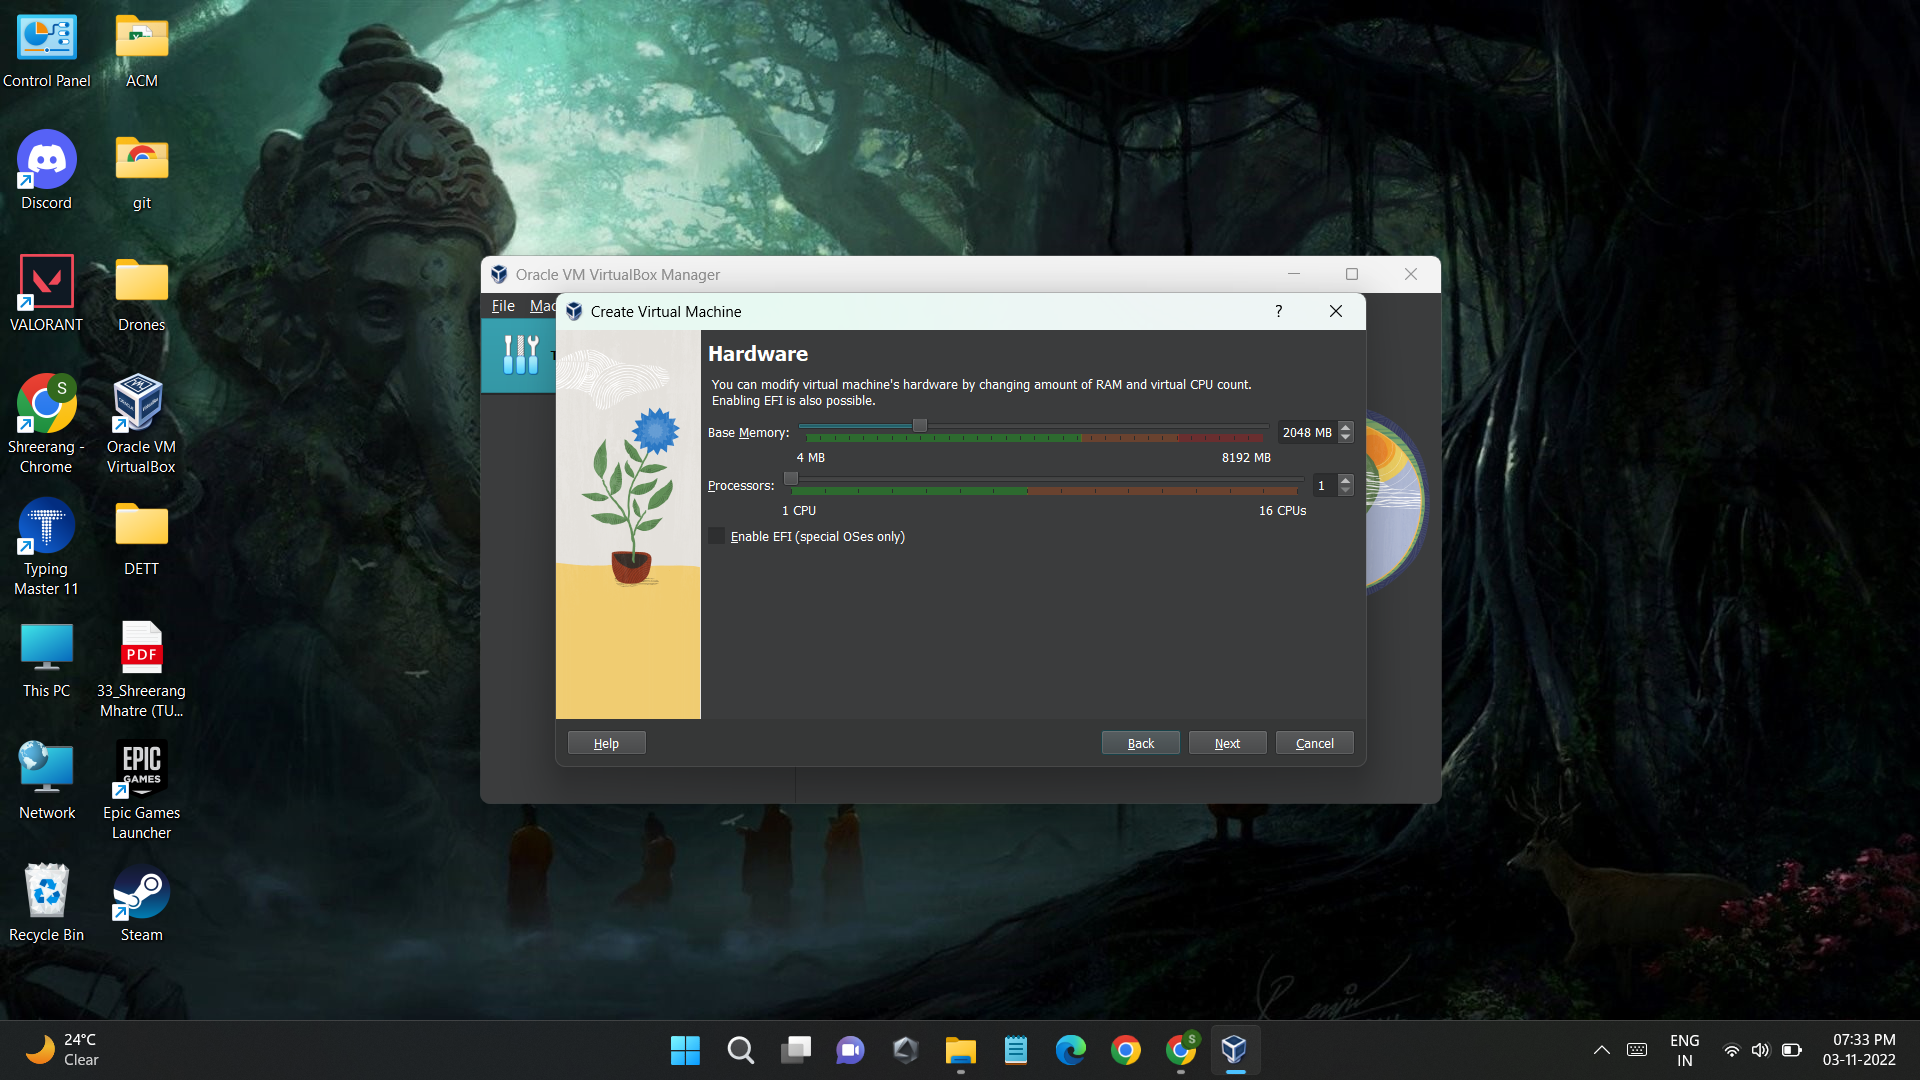 Control Panel
ACM
Discord
git
VALORANT
Drones
S
Shreerang -
Chrome
Oracle VM
VirtualBox
Typing
Master 11
DETT
This PC
PDF
33_Shreerang
Mhatre (TU...
Network
EPIC
GAMES
Epic Games
Launcher
Recycle Bin
Steam
Oracle VM VirtualBox Manager
File Mac
Create Virtual Machine
?
T
Hardware
You can modify virtual machine's hardware by changing amount of RAM and virtual CPU count.
Enabling EFI is also possible.
Base Memory: 2048 MB
4 MB 8192 MB
Processors: 1
1 CPU 16 CPUs
Enable EFI (special OSes only)
Help Back Next Cancel
24°C
Clear
S
ENG
IN
07:33 PM
03-11-2022